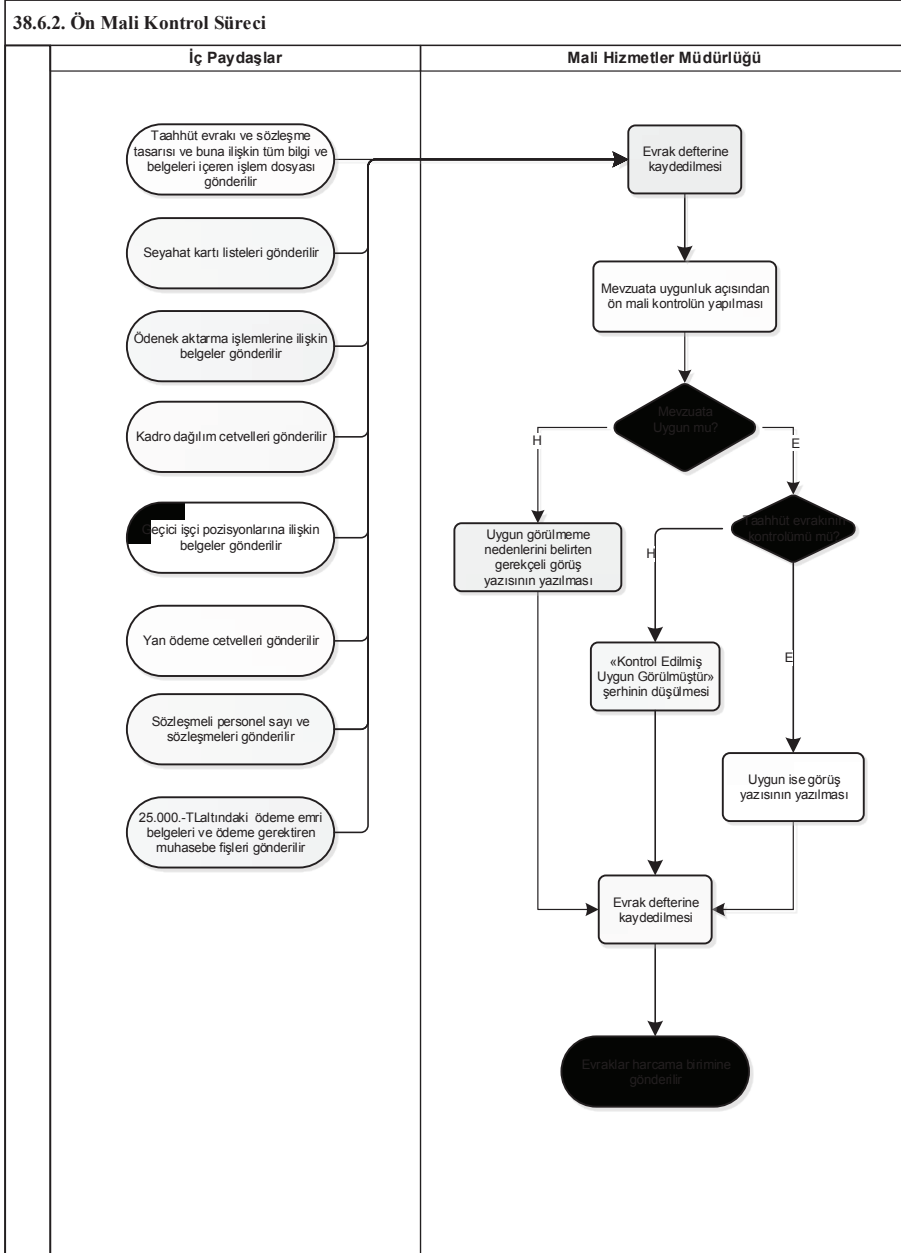 38.6.2. Ön Mali Kontrol Süreci
İç Paydaşlar
Mali Hizmetler Müdürlüğü
Taahhüt evrakı ve sözleşme
tasarısı ve buna ilişkin tüm bilgi ve
belgeleri içeren işlem dosyası
gönderilir
Seyahat kartı listeleri gönderilir
Ödenek aktarma işlemlerine ilişkin
belgeler gönderilir
Kadro dağılım cetvelleri gönderilir
Geçici işçi pozisyonlarına ilişkin
belgeler gönderilir
Yan ödeme cetvelleri gönderilir
Sözleşmeli personel sayı ve
sözleşmeleri gönderilir
25.000.-TLaltındaki ödeme emri
belgeleri ve ödeme gerektiren
muhasebe fişleri gönderilir
Evrak defterine
kaydedilmesi
Mevzuata uygunluk açısından
ön mali kontrolün yapılması
Mevzuata
Uygun mu?
H
E
Uygun görülmeme
nedenlerini belirten
gerekçeli görüş
yazısının yazılması
Taahhüt evrakının
kontrolümü mü?
H
E
«Kontrol Edilmiş
Uygun Görülmüştür»
şerhinin düşülmesi
Uygun ise görüş
yazısının yazılması
Evrak defterine
kaydedilmesi
Evraklar harcama birimine
gönderilir